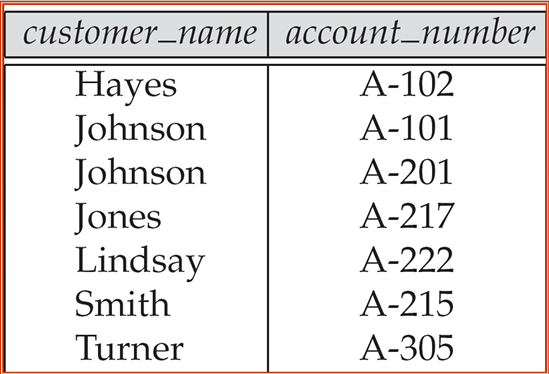 customer_name account_number
Hayes A-102
Johnson A-101
Johnson A-201
Jones A-217
Lindsay A-222
Smith A-215
Turner A-305